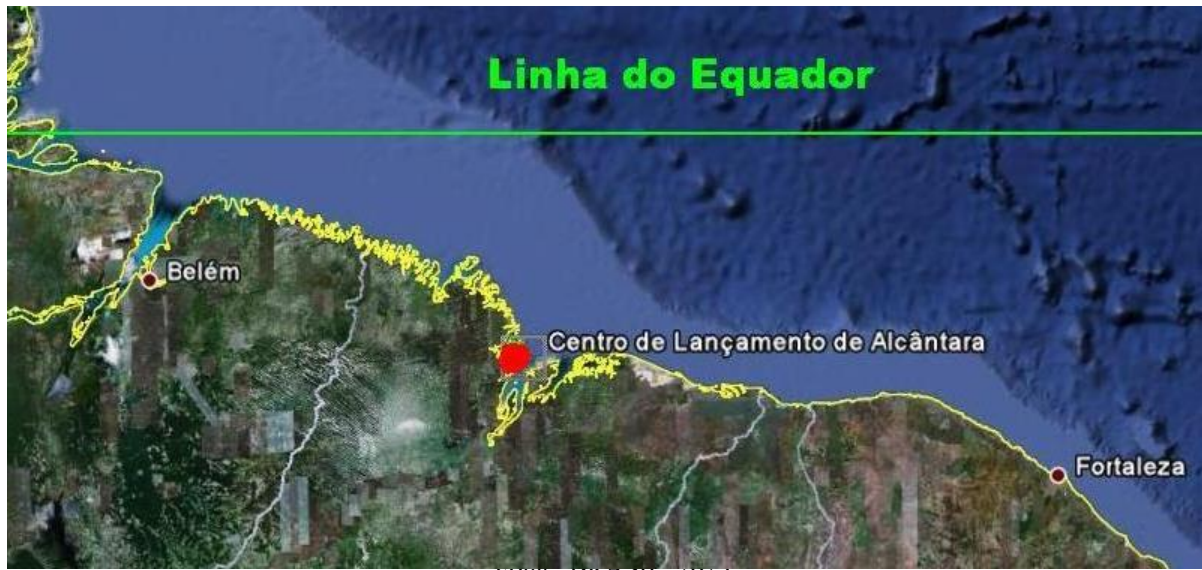 Linha do Equador
Belém
Centro de Lançamento de Alcântara
Fortaleza